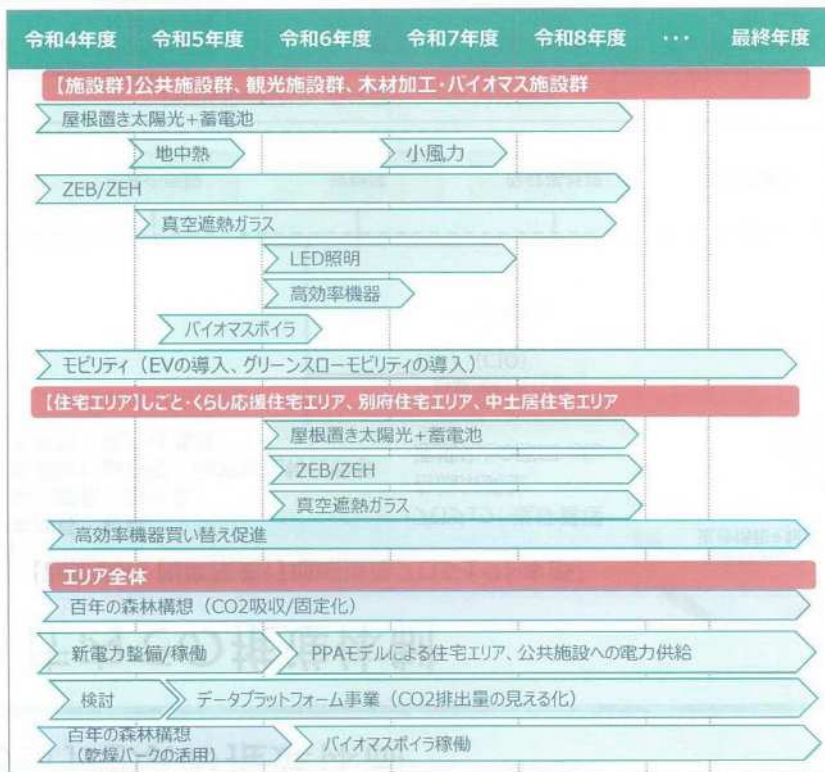 令和4年度 令和5年度 令和6年度 令和7年度 令和8年度 ・・・ 最終年度
【施設群】公共施設群、観光施設群、木材加工・バイオマス施設群
屋根置き太陽光+蓄電池
地中熱 小風力
ZEB/ZEH
真空遮熱ガラス
LED照明
高効率機器
バイオマスボイラ
モビリティ（EVの導入、グリーンスローモビリティの導入）
【住宅エリア】しごと・くらし応援住宅エリア、別府住宅エリア、中土居住宅エリア
屋根置き太陽光+蓄電池
ZEB/ZEH
真空遮熱ガラス
高効率機器買い替え促進
エリア全体
百年の森林構想（CO2吸収/固定化）
新電力整備/稼働 PPAモデルによる住宅エリア、公共施設への電力供給
検討 データプラットフォーム事業（CO2排出量の見える化）
百年の森林構想
（乾燥バークの活用） バイオマスボイラ稼働